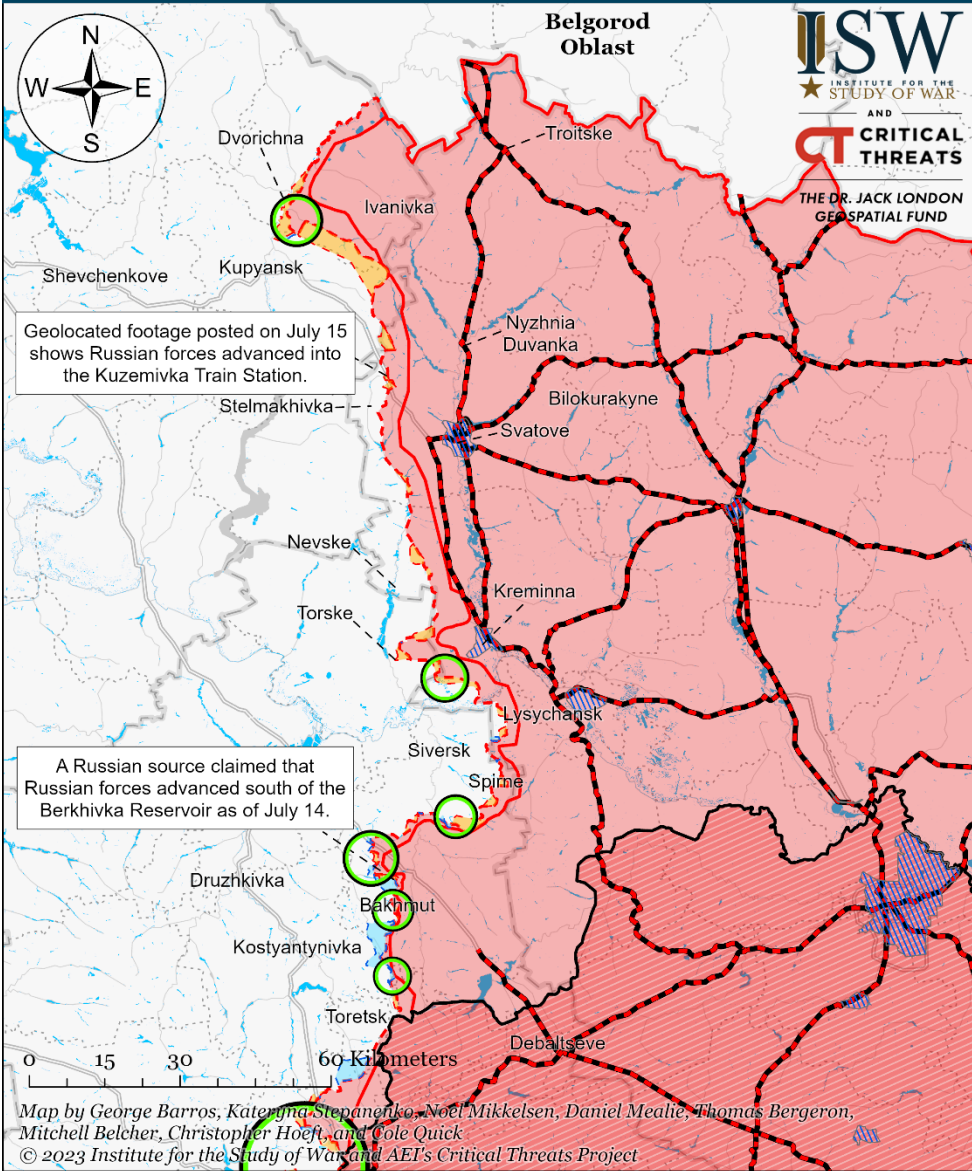 Belgorod
Oblast
ISW
INSTITUTE FOR THE
STUDY OF WAR
AND
CT CRITICAL
THREATS
THE DR. JACK LONDON
GEOSPATIAL FUND
N
W E
S
Dvorichna
Troitske
Ivanivka
Kupyansk
Shevchenkove
Geolocated footage posted on July 15
shows Russian forces advanced into
the Kuzemivka Train Station.
Nyzhnia
Duvanka
Stelmakhivka
Bilokurakyne
Svatove
Nevske
Kreminna
Torske
Lysychansk
Siversk
Spirne
A Russian source claimed that
Russian forces advanced south of the
Berkhivka Reservoir as of July 14.
Druzhkivka
Bakhmut
Kostyantynivka
Toretsk
Debaltseve
0 15 30 60 Kilometers
Map by George Barros, Kateryna Stepanenko, Noel Mikkelsen, Daniel Mealie, Thomas Bergeron,
Mitchell Belcher, Christopher Hoeft, and Cole Quick
© 2023 Institute for the Study of War and AEI's Critical Threats Project